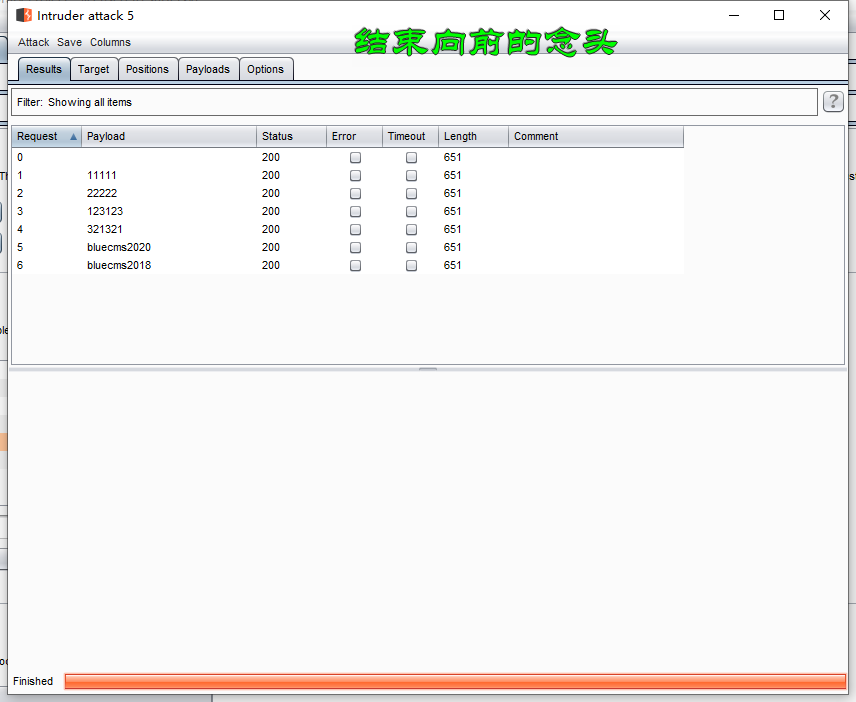 Intruder attack 5
Attack Save Columns
结束向前的念头
Results Target Positions Payloads Options
Filter: Showing all items
?
Request Payload Status Error Timeout Length Comment
0 200 651
1 11111 200 651
2 22222 200 651
3 123123 200 651
4 321321 200 651
5 bluecms2020 200 651
6 bluecms2018 200 651
Finished